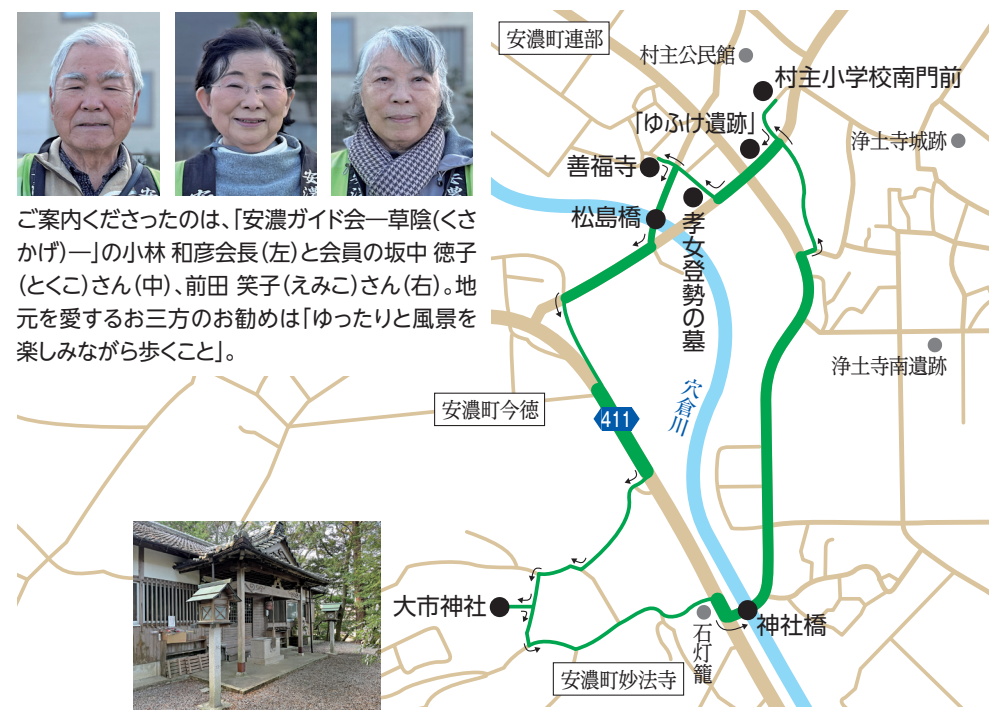 ご案内くださったのは、「安濃ガイド会―草陰(くさ
かげ)―」の小林 和彦会長(左)と会員の坂中 徳子
(とくこ)さん(中)、前田 笑子(えみこ)さん(右)。地
元を愛するお三方のお勧めは「ゆったりと風景を
楽しみながら歩くこと」。
安濃町連部
村主公民館
村主小学校南門前
「ゆふけ遺跡」
浄土寺城跡
善福寺
松島橋
孝女登勢の墓
浄土寺南遺跡
穴倉川
安濃町今徳
411
大市神社
石灯籠
神社橋
安濃町妙法寺